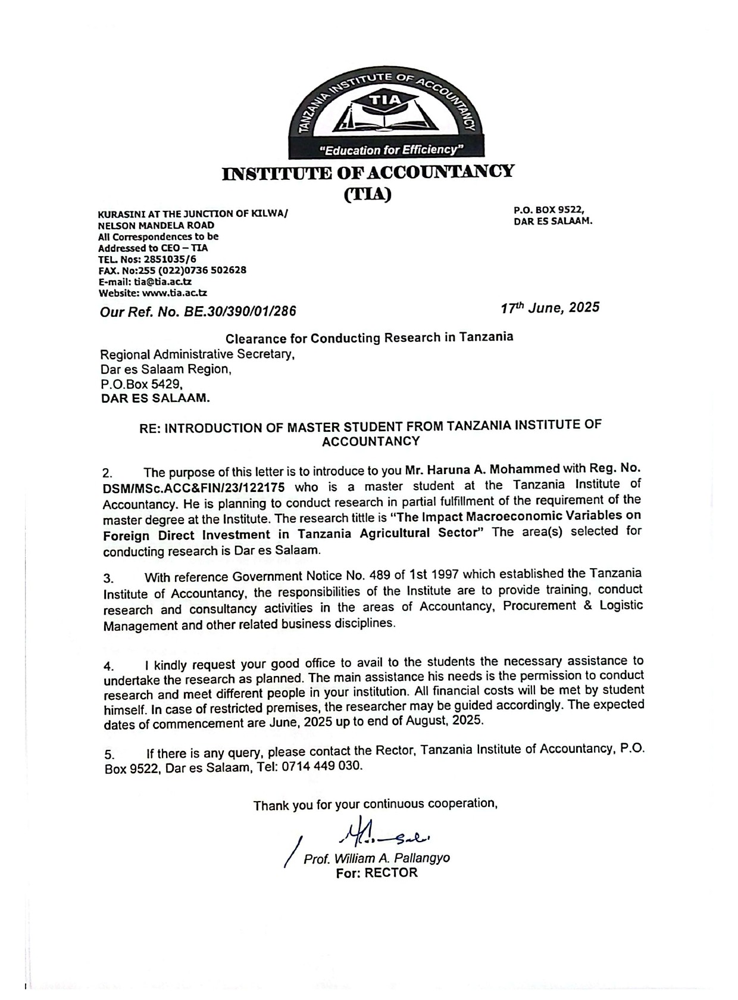 TANZANIA INSTITUTE OF ACCOUNTANCY
TIA
“Education for Efficiency”
INSTITUTE OF ACCOUNTANCY
(TIA)
KURASINI AT THE JUNCTION OF KILWA/
NELSON MANDELA ROAD
All Correspondences to be
Addressed to CEO – TIA
TEL. Nos: 2851035/6
FAX. No:255 (022)0736 502628
E-mail: tia@tia.ac.tz
Website: www.tia.ac.tz
P.O. BOX 9522,
DAR ES SALAAM.
Our Ref. No. BE.30/390/01/286
17th June, 2025
Clearance for Conducting Research in Tanzania
Regional Administrative Secretary,
Dar es Salaam Region,
P.O.Box 5429,
DAR ES SALAAM.
RE: INTRODUCTION OF MASTER STUDENT FROM TANZANIA INSTITUTE OF
ACCOUNTANCY
2. The purpose of this letter is to introduce to you Mr. Haruna A. Mohammed with Reg. No.
DSM/MSc.ACC&FIN/23/122175 who is a master student at the Tanzania Institute of
Accountancy. He is planning to conduct research in partial fulfillment of the requirement of the
master degree at the Institute. The research tittle is “The Impact Macroeconomic Variables on
Foreign Direct Investment in Tanzania Agricultural Sector” The area(s) selected for
conducting research is Dar es Salaam.
3. With reference Government Notice No. 489 of 1st 1997 which established the Tanzania
Institute of Accountancy, the responsibilities of the Institute are to provide training, conduct
research and consultancy activities in the areas of Accountancy, Procurement & Logistic
Management and other related business disciplines.
4. I kindly request your good office to avail to the students the necessary assistance to
undertake the research as planned. The main assistance his needs is the permission to conduct
research and meet different people in your institution. All financial costs will be met by student
himself. In case of restricted premises, the researcher may be guided accordingly. The expected
dates of commencement are June, 2025 up to end of August, 2025.
5. If there is any query, please contact the Rector, Tanzania Institute of Accountancy, P.O.
Box 9522, Dar es Salaam, Tel: 0714 449 030.
Thank you for your continuous cooperation,
Prof. William A. Pallangyo
For: RECTOR